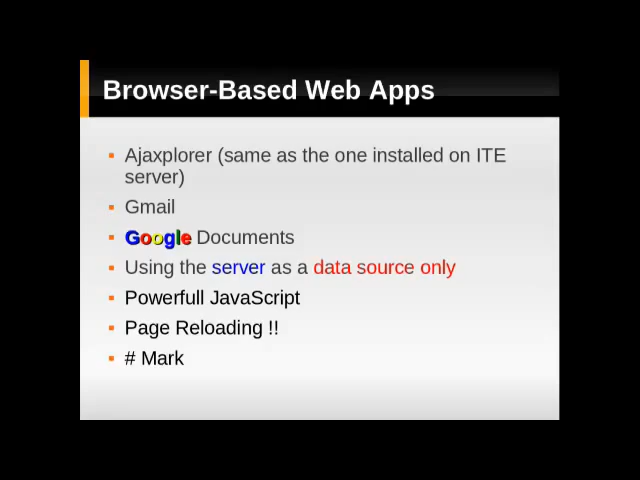 Browser-Based Web Apps
Ajaxplorer (same as the one installed on ITE
server)
Gmail
Google Documents
Using the server as a data source only
Powerfull JavaScript
Page Reloading !!
# Mark